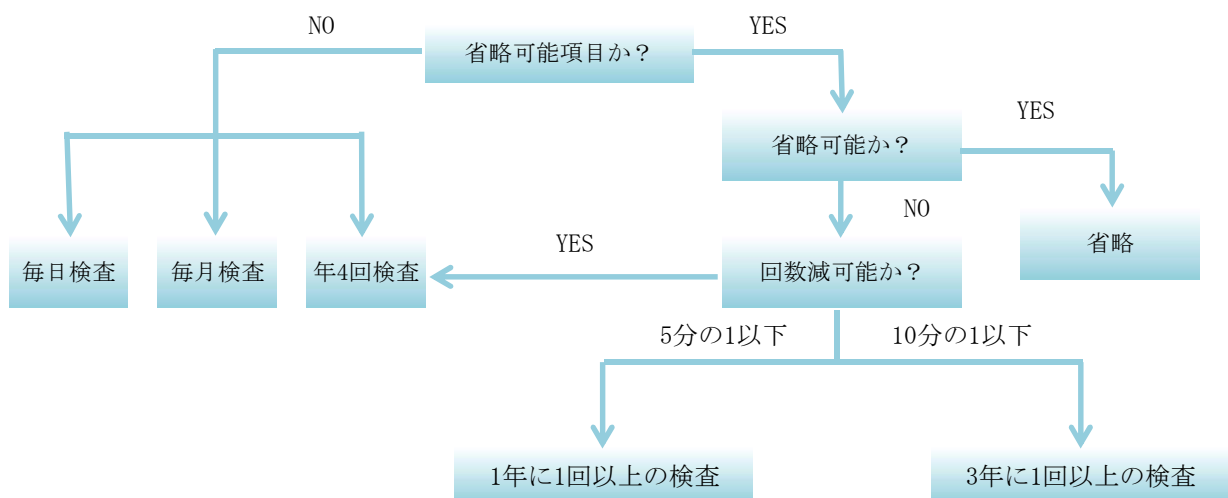 NO
YES
省略可能項目か？
YES
省略可能か？
NO
省略
毎日検査
毎月検査
年4回検査
YES
回数減可能か？
5分の1以下
10分の1以下
1年に1回以上の検査
3年に1回以上の検査